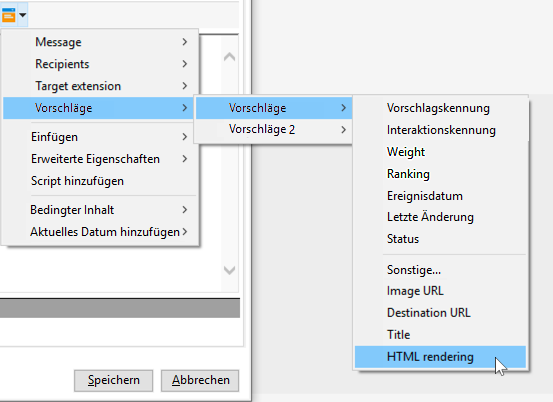 Message
Recipients
Target extension
Vorschläge
Einfügen
Erweiterte Eigenschaften
Script hinzufügen
Bedingter Inhalt
Aktuelles Datum hinzufügen
Vorschläge
Vorschläge 2
Vorschlagskennung
Interaktionskennung
Weight
Ranking
Ereignisdatum
Letzte Änderung
Status
Sonstige...
Image URL
Destination URL
Title
HTML rendering
Speichern
Abbrechen